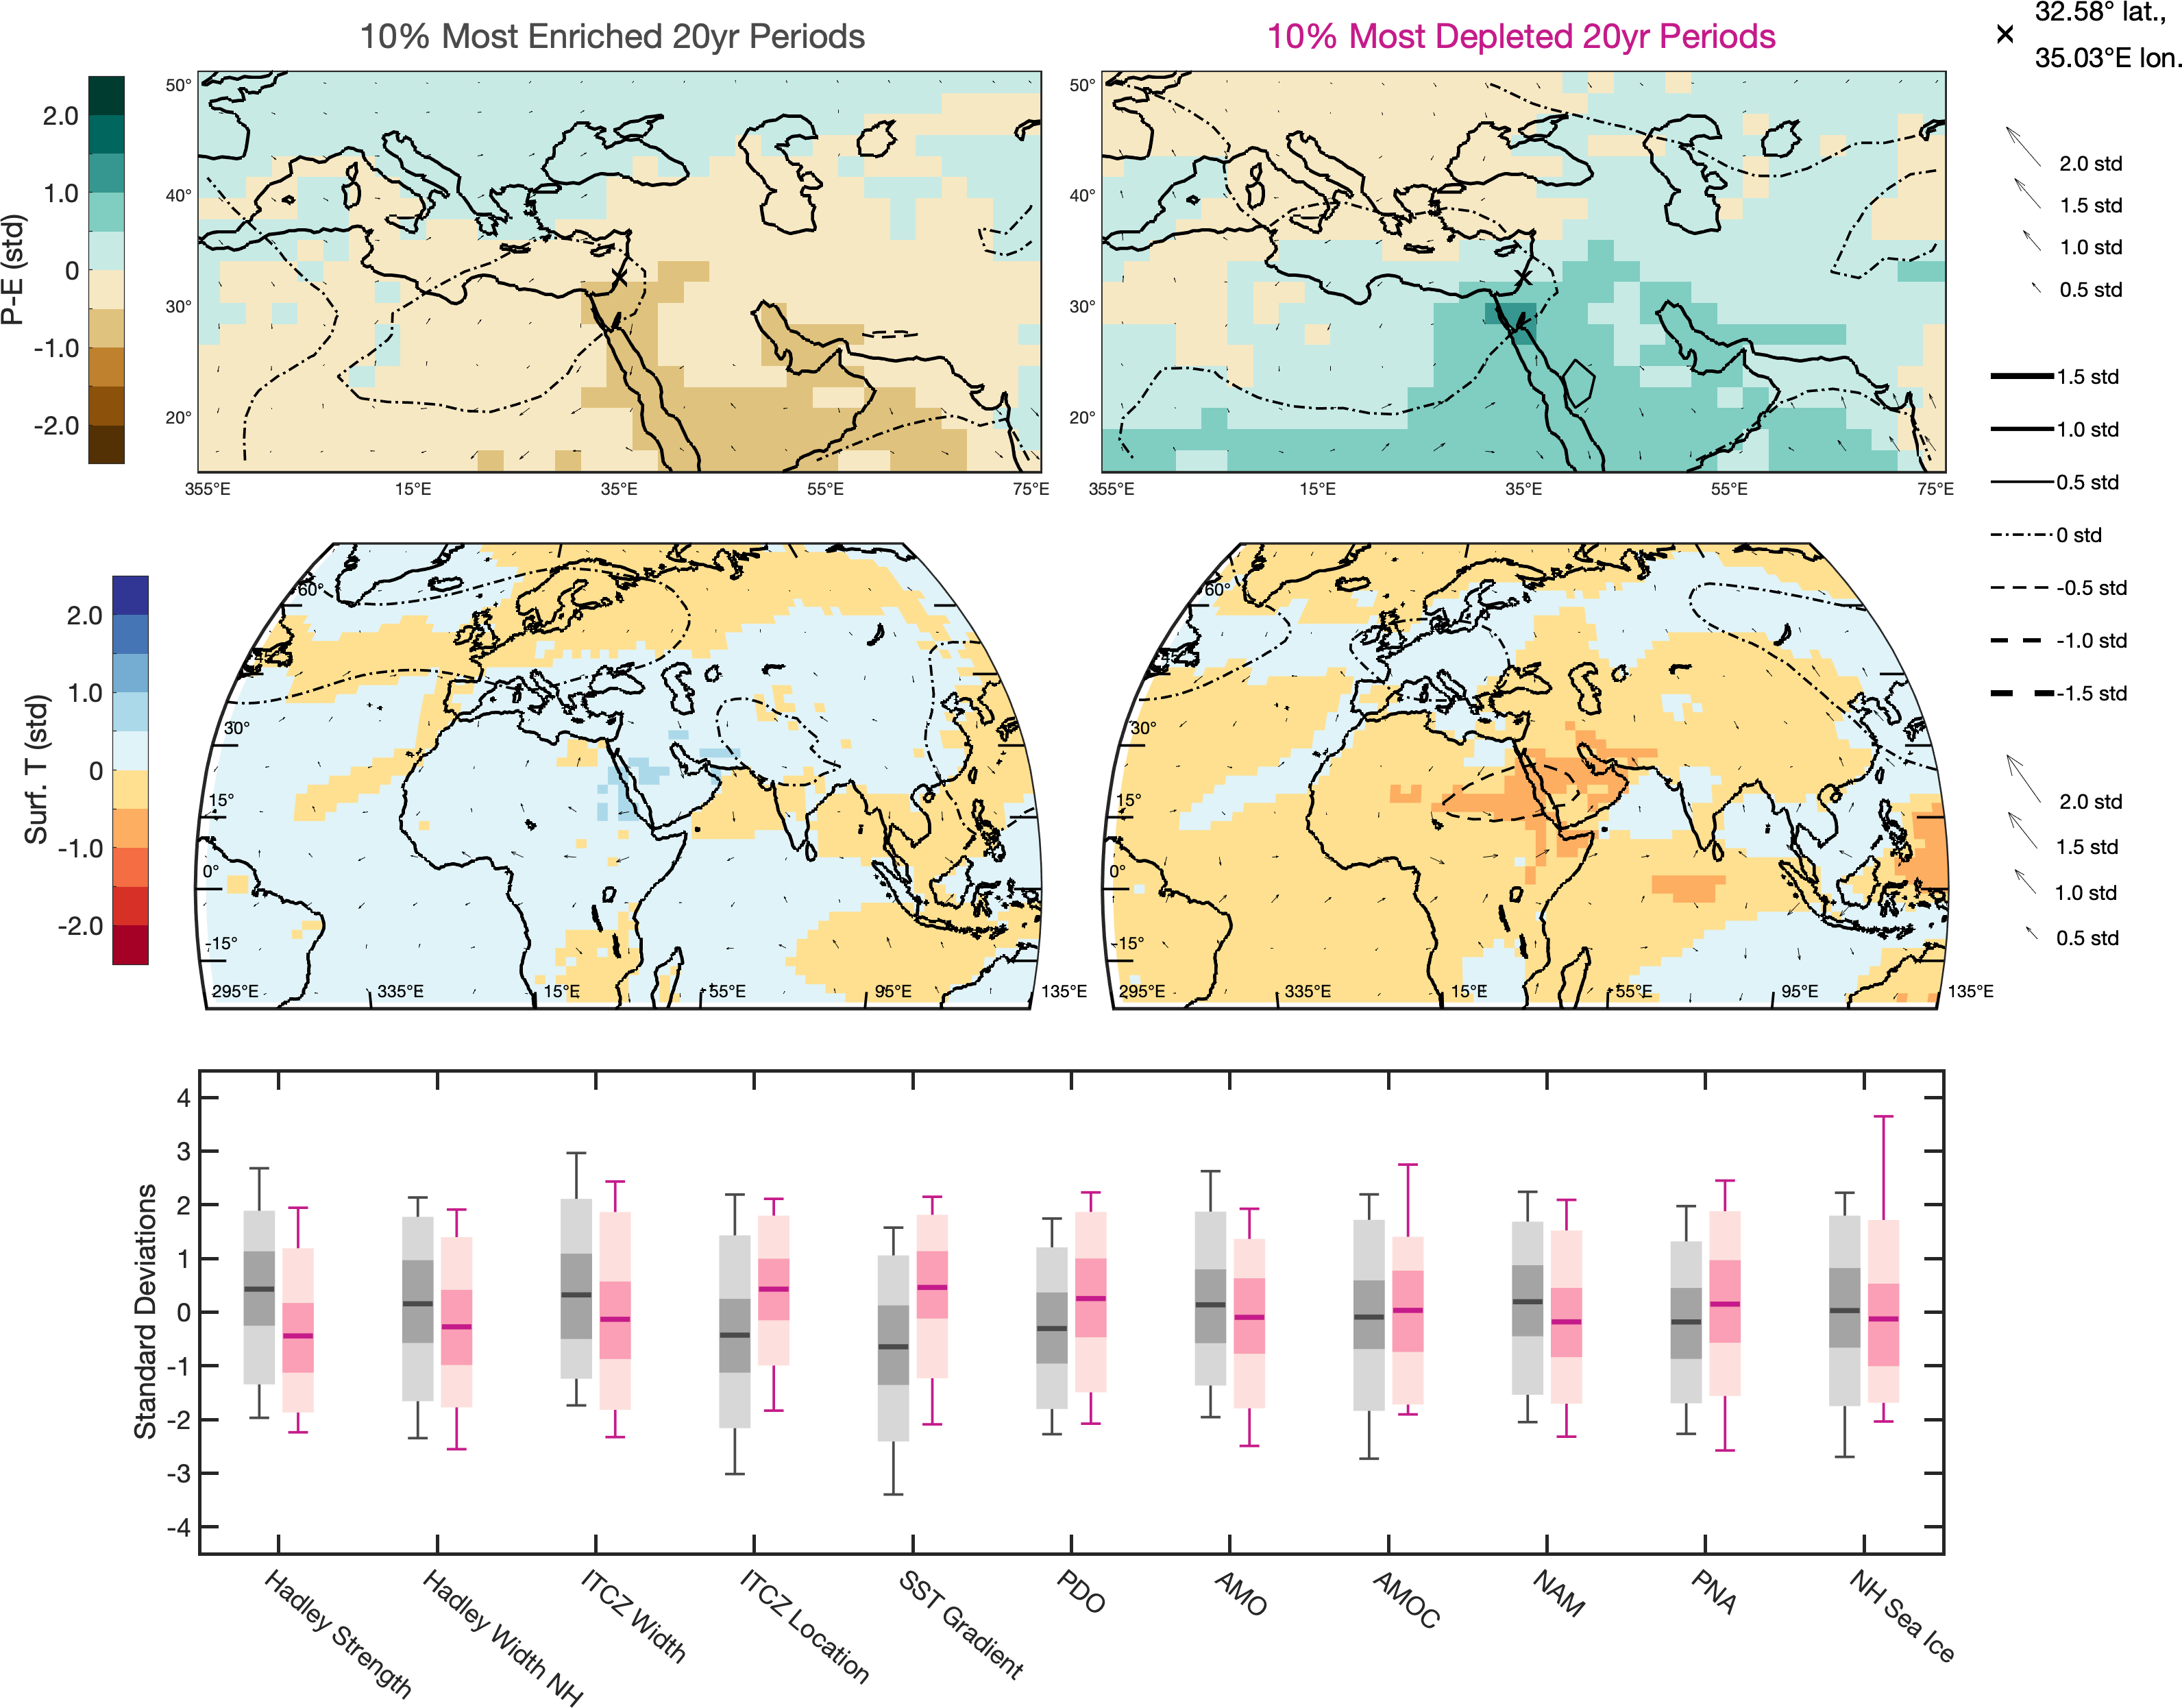 10% Most Enriched 20yr Periods
10% Most Depleted 20yr Periods
32.58° lat.,
35.03°E lon.
P-E (std)
2.0
1.0
0
-1.0
-2.0
50°
40°
30°
20°
355°E 15°E 35°E 55°E 75°E
50°
40°
30°
20°
355°E 15°E 35°E 55°E 75°E
2.0 std
1.5 std
1.0 std
0.5 std
1.5 std
1.0 std
0.5 std
0 std
-0.5 std
-1.0 std
-1.5 std
Surf. T (std)
2.0
1.0
0
-1.0
-2.0
60°
30°
15°
0°
-15°
295°E 335°E 15°E 55°E 95°E 135°E
60°
30°
15°
0°
-15°
295°E 335°E 15°E 55°E 95°E 135°E
2.0 std
1.5 std
1.0 std
0.5 std
Standard Deviations
4
3
2
1
0
-1
-2
-3
-4
Hadley Strength
Hadley Width NH
ITCZ Width
ITCZ Location
SST Gradient
PDO
AMO
AMOC
NAM
PNA
NH Sea Ice